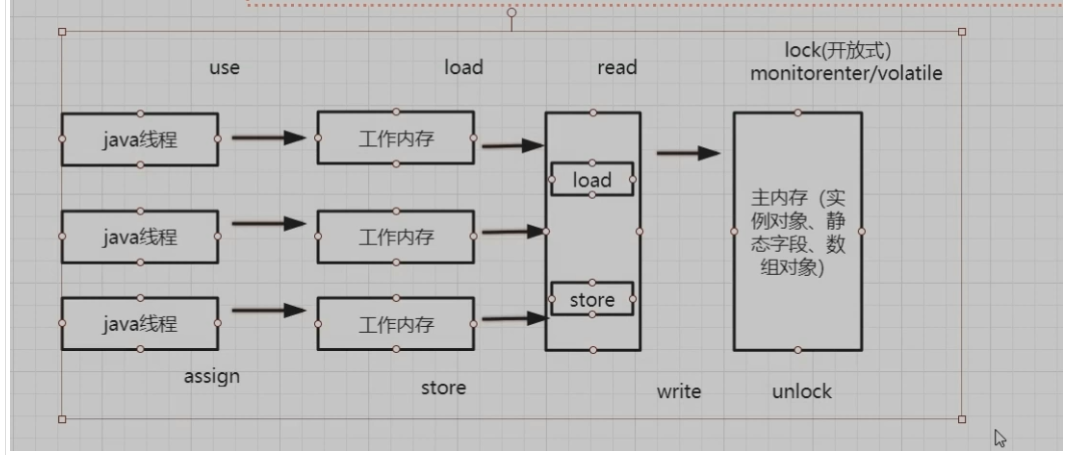 lock(开放式)
use
load
read
monitorenter/volatile
java线程
工作内存
load
主内存（实
例对象、静
态字段、数
组对象)
java线程
工作内存
store
java线程
工作内存
assign
store
write
unlock